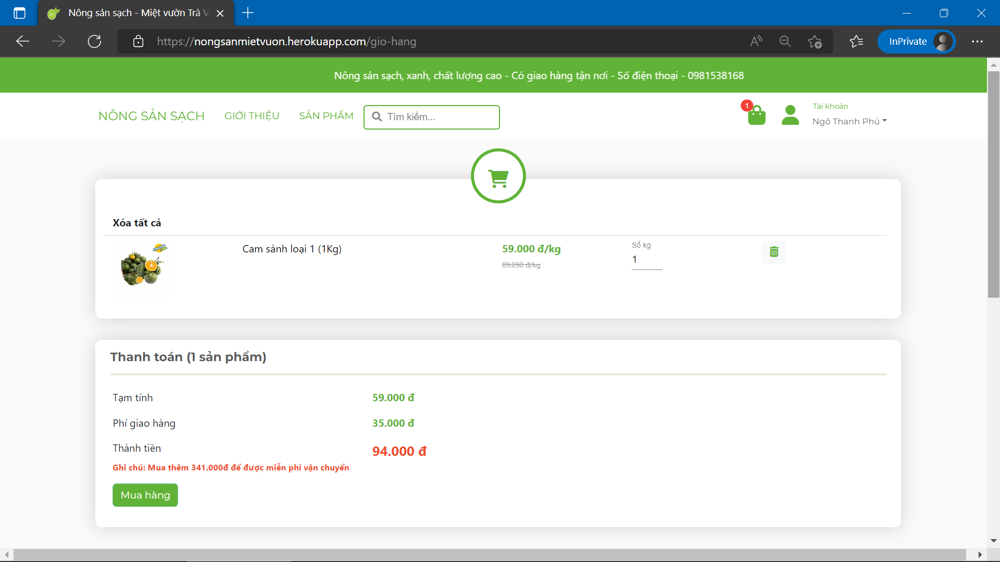 Nông sản sạch - Miệt vườn Trà V
https://nongsanmietvuon.herokuapp.com/gio-hang
InPrivate
Nông sản sạch, xanh, chất lượng cao - Có giao hàng tận nơi - Số điện thoại - 0981538168
NÔNG SẢN SẠCH
GIỚI THIỆU
SẢN PHẨM
Tìm kiếm...
1
Tài khoản
Ngô Thanh Phú
Xóa tất cả
FRESH
Cam sành loại 1 (1Kg)
59.000 đ/kg
89.090 đ/kg
Số kg
1
Thanh toán (1 sản phẩm)
Tạm tính
59.000 đ
Phí giao hàng
35.000 đ
Thành tiền
94.000 đ
Ghi chú: Mua thêm 341.000đ để được miễn phí vận chuyển
Mua hàng